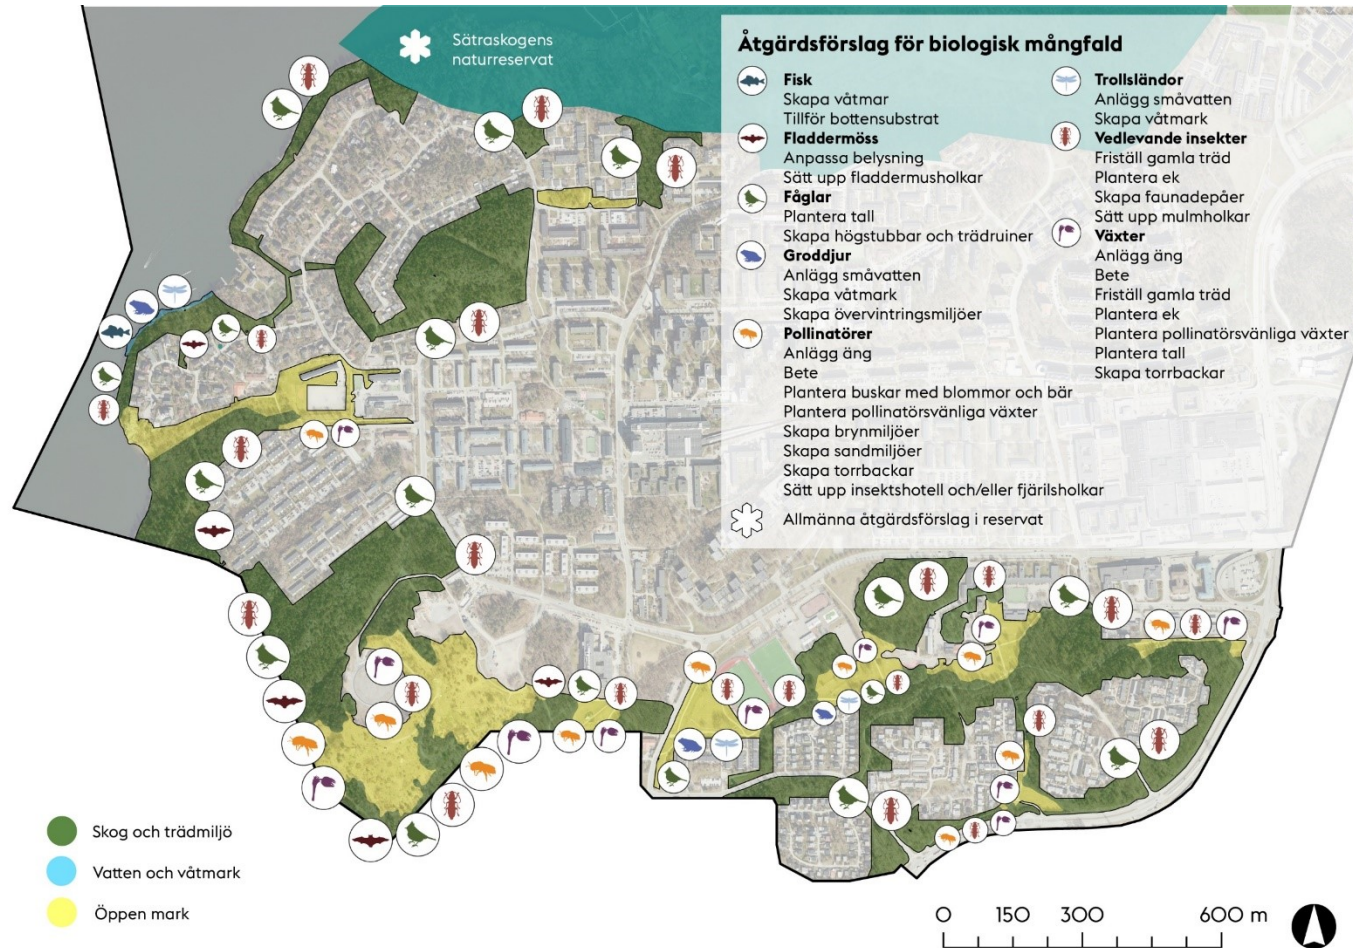 Sätraskogens
naturreservat
Åtgärdsförslag för biologisk mångfald
Fisk
Skapa våtmar
Tillför bottensubstrat
Fladdermöss
Anpassa belysning
Sätt upp fladdermusholkar
Fåglar
Plantera tall
Skapa högstubbar och trädruiner
Groddjur
Anlägg småvatten
Skapa våtmark
Skapa övervintringsmiljöer
Pollinatörer
Anlägg äng
Bete
Plantera buskar med blommor och bär
Plantera pollinatörsvänliga växter
Skapa brynmiljöer
Skapa sandmiljöer
Skapa torrbackar
Sätt upp insektshotell och/eller fjärilsholkar
Allmänna åtgärdsförslag i reservat
Trollsländor
Anlägg småvatten
Skapa våtmark
Vedlevande insekter
Friställ gamla träd
Plantera ek
Skapa faunadepåer
Sätt upp mulmholkar
Växter
Anlägg äng
Bete
Friställ gamla träd
Plantera ek
Plantera pollinatörsvänliga växter
Plantera tall
Skapa torrbackar
Skog och trädmiljö
Vatten och våtmark
Öppen mark
0 150 300 600 m